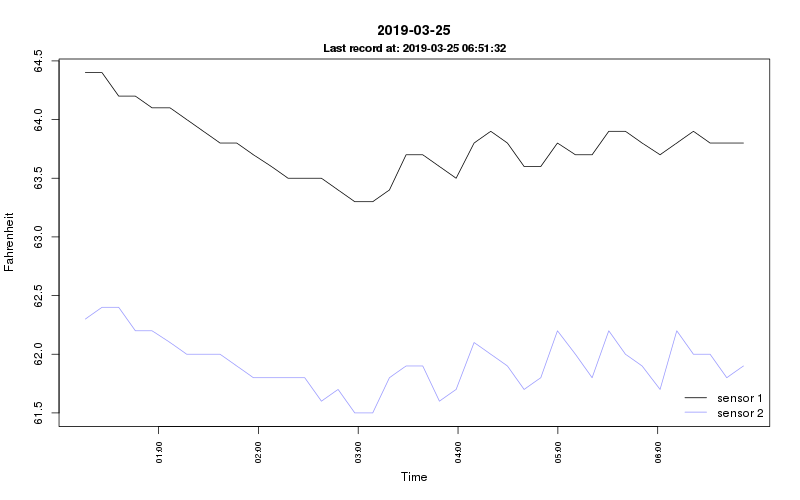 2019-03-25
Last record at: 2019-03-25 06:51:32
64.5
64.0
63.5
63.0
62.5
62.0
61.5
Fahrenheit
sensor 1
sensor 2
01:00 02:00 03:00 04:00 05:00 06:00
Time